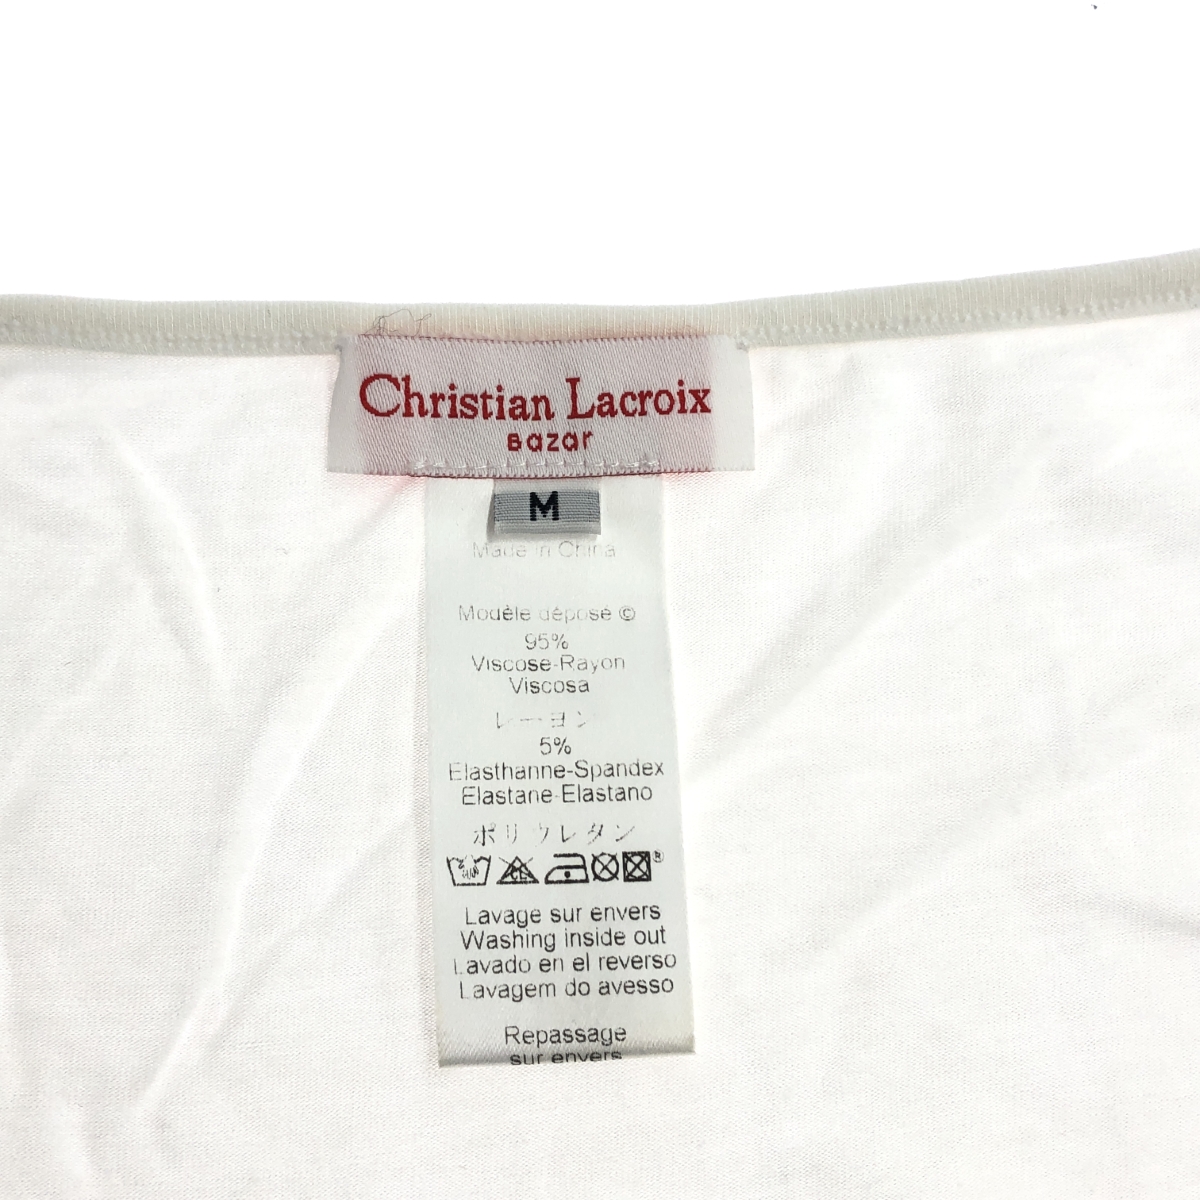 Christian Lacroix
Bazar
M
Made in China
Modèle déposé ©
95%
Viscose-Rayon
Viscosa
レーヨン
5%
Elasthanne-Spandex
Elastane-Elastano
ポリウレタン
CL
Lavage sur envers
Washing inside out
Lavado en el reverso
Lavagem do avesso
Repassage
sur envers